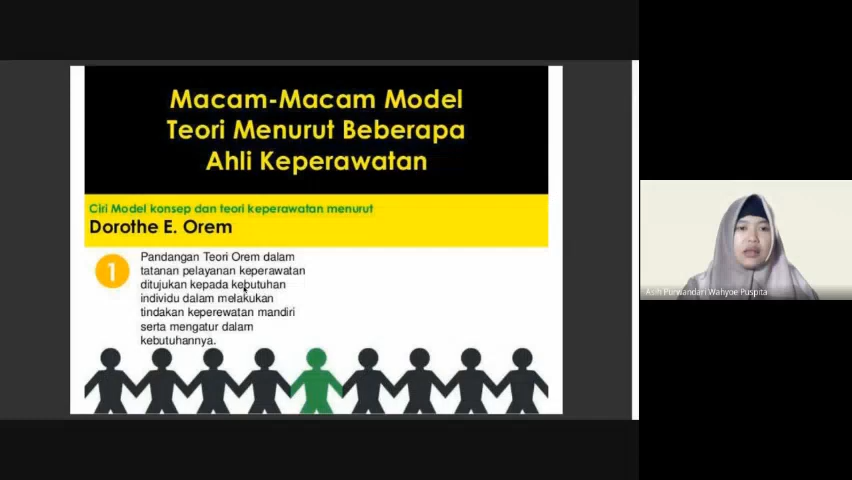 Macam-Macam Model
Teori Menurut Beberapa
Ahli Keperawatan
Ciri Model konsep dan teori keperawatan menurut
Dorothe E. Orem
1
Pandangan Teori Orem dalam
tatanan pelayanan keperawatan
ditujukan kepada kebutuhan
individu dalam melakukan
tindakan keperewatan mandiri
serta mengatur dalam
kebutuhannya.
Asih Purwandari Wahyoe Puspita